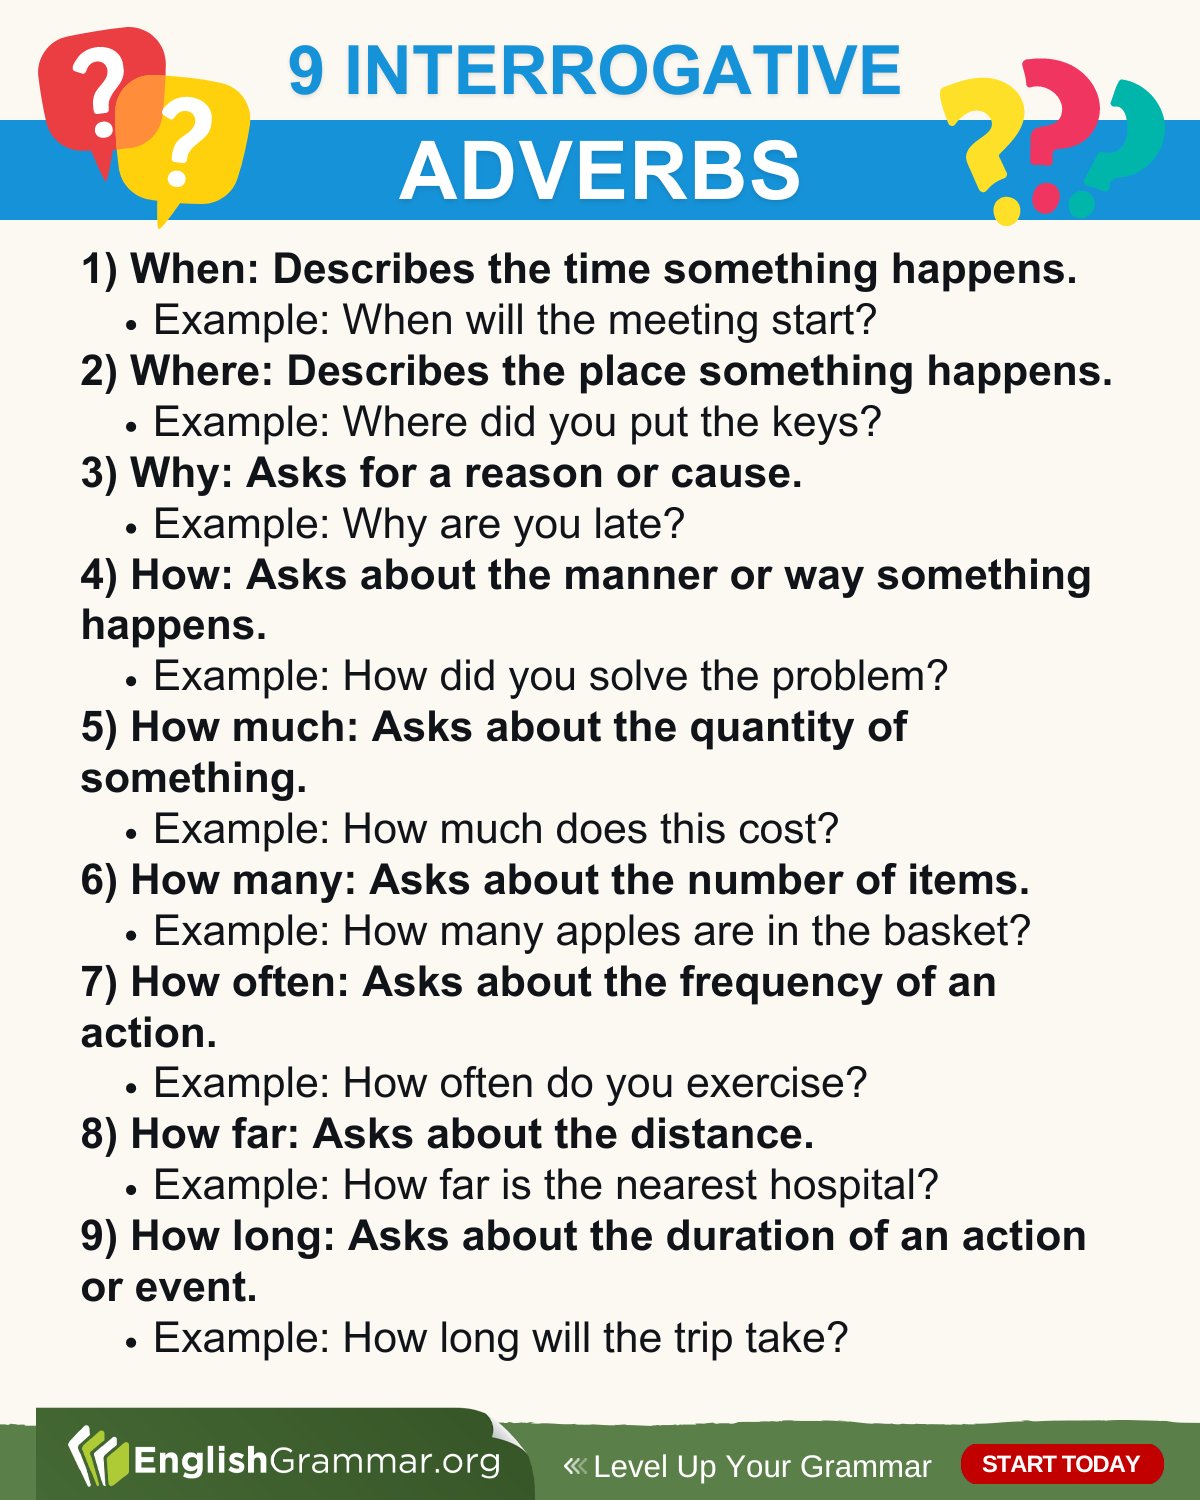 9 INTERROGATIVE
ADVERBS
1) When: Describes the time something happens.
• Example: When will the meeting start?
2) Where: Describes the place something happens.
• Example: Where did you put the keys?
3) Why: Asks for a reason or cause.
• Example: Why are you late?
4) How: Asks about the manner or way something
happens.
• Example: How did you solve the problem?
5) How much: Asks about the quantity of
something.
• Example: How much does this cost?
6) How many: Asks about the number of items.
• Example: How many apples are in the basket?
7) How often: Asks about the frequency of an
action.
• Example: How often do you exercise?
8) How far: Asks about the distance.
• Example: How far is the nearest hospital?
9) How long: Asks about the duration of an action
or event.
• Example: How long will the trip take?
EnglishGrammar.org
Level Up Your Grammar
START TODAY